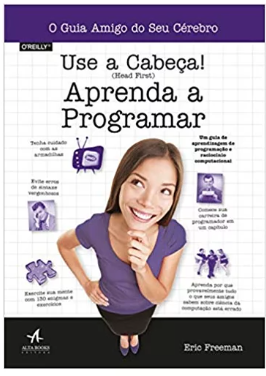 O Guia Amigo do Seu Cérebro
O'REILLY®
Use a Cabeça!
(Head First)
Aprenda a
Programar
Tenha cuidado
com as
armadilhas
Um guia de
aprendizagem de
programação e
raciocínio
computacional
Evite erros
de sintaxe
vergonhosos
Comece sua
carreira de
programador em
um capítulo
Exercite sua mente
com 120 enigmas e
exercícios
Aprenda por que
provavelmente tudo
o que seus amigos
sabem sobre ciência da
computação está errado
ALTA BOOKS
EDITORA
Eric Freeman